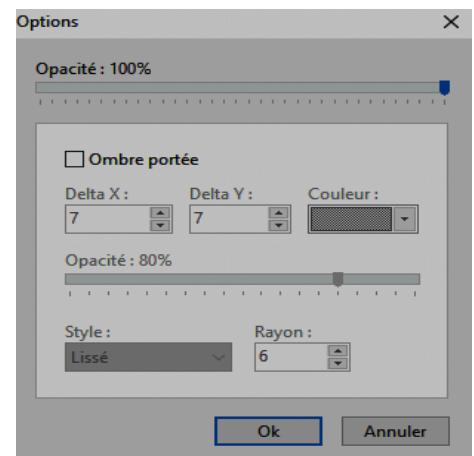 Options
Opacité : 100%
Ombre portée
Delta X : Delta Y : Couleur :
7 7
Opacité : 80%
Style : Rayon :
Lissé 6
Ok Annuler